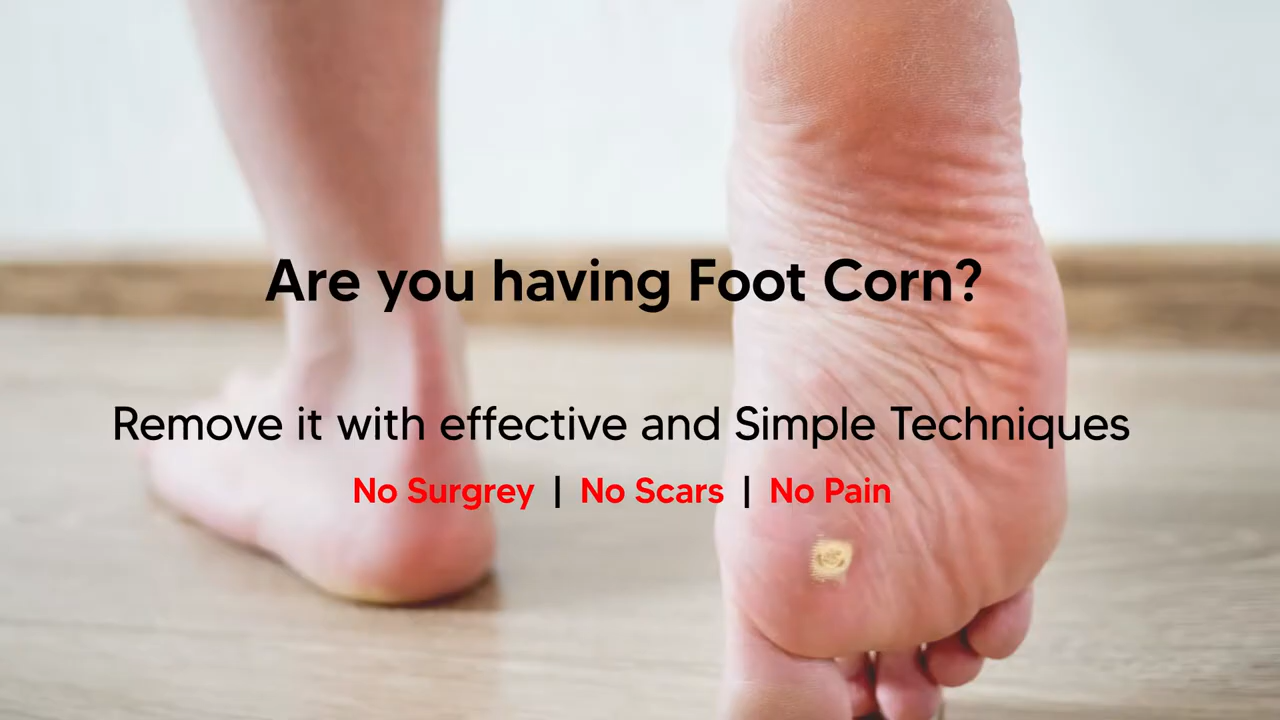 Are you having Foot Corn?
Remove it with effective and Simple Techniques
No Surgrey | No Scars | No Pain